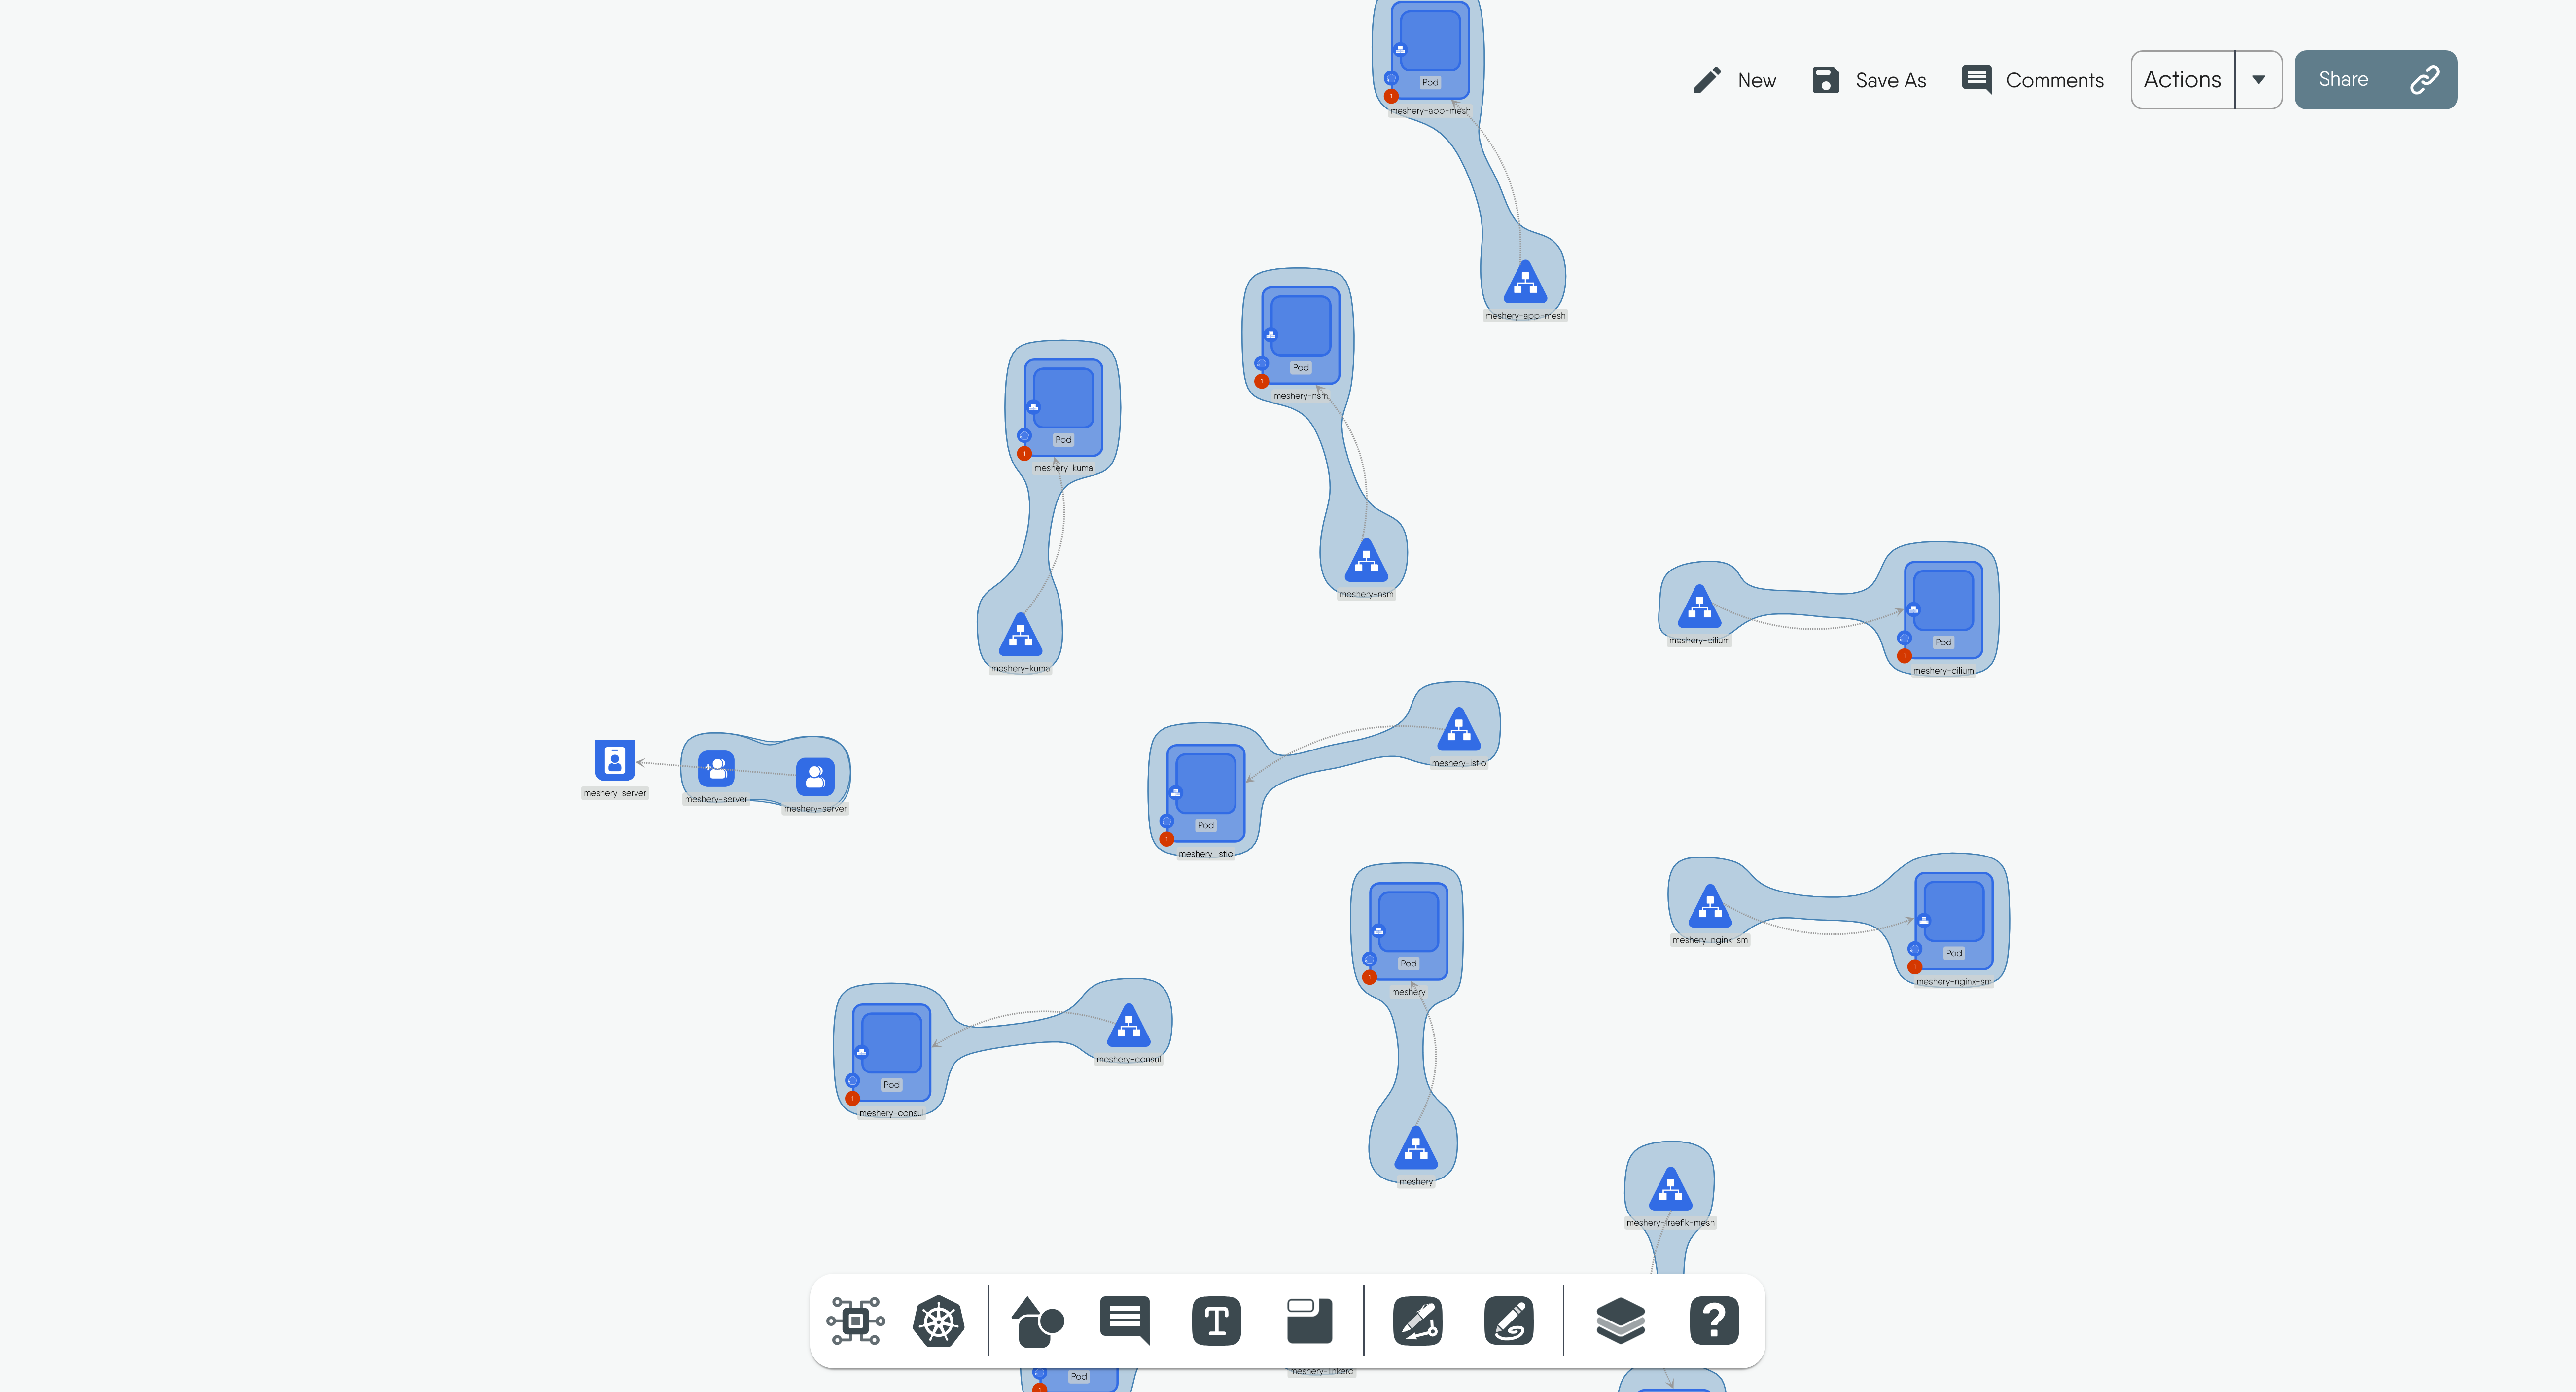 Pod
meshery-app-mesh
New
Save As
Comments
Actions
Share
meshery-app-mesh
Pod
meshery-nsm
Pod
meshery-kuma
meshery-nsm
meshery-cilium
Pod
meshery-cilium
meshery-kuma
meshery-istio
meshery-server
meshery-server
meshery-server
Pod
meshery-istio
meshery-nginx-sm
Pod
meshery-nginx-sm
Pod
meshery
meshery-consul
Pod
meshery-consul
meshery
meshery-traefik-mesh
T
?
Pod
meshery-linkerd